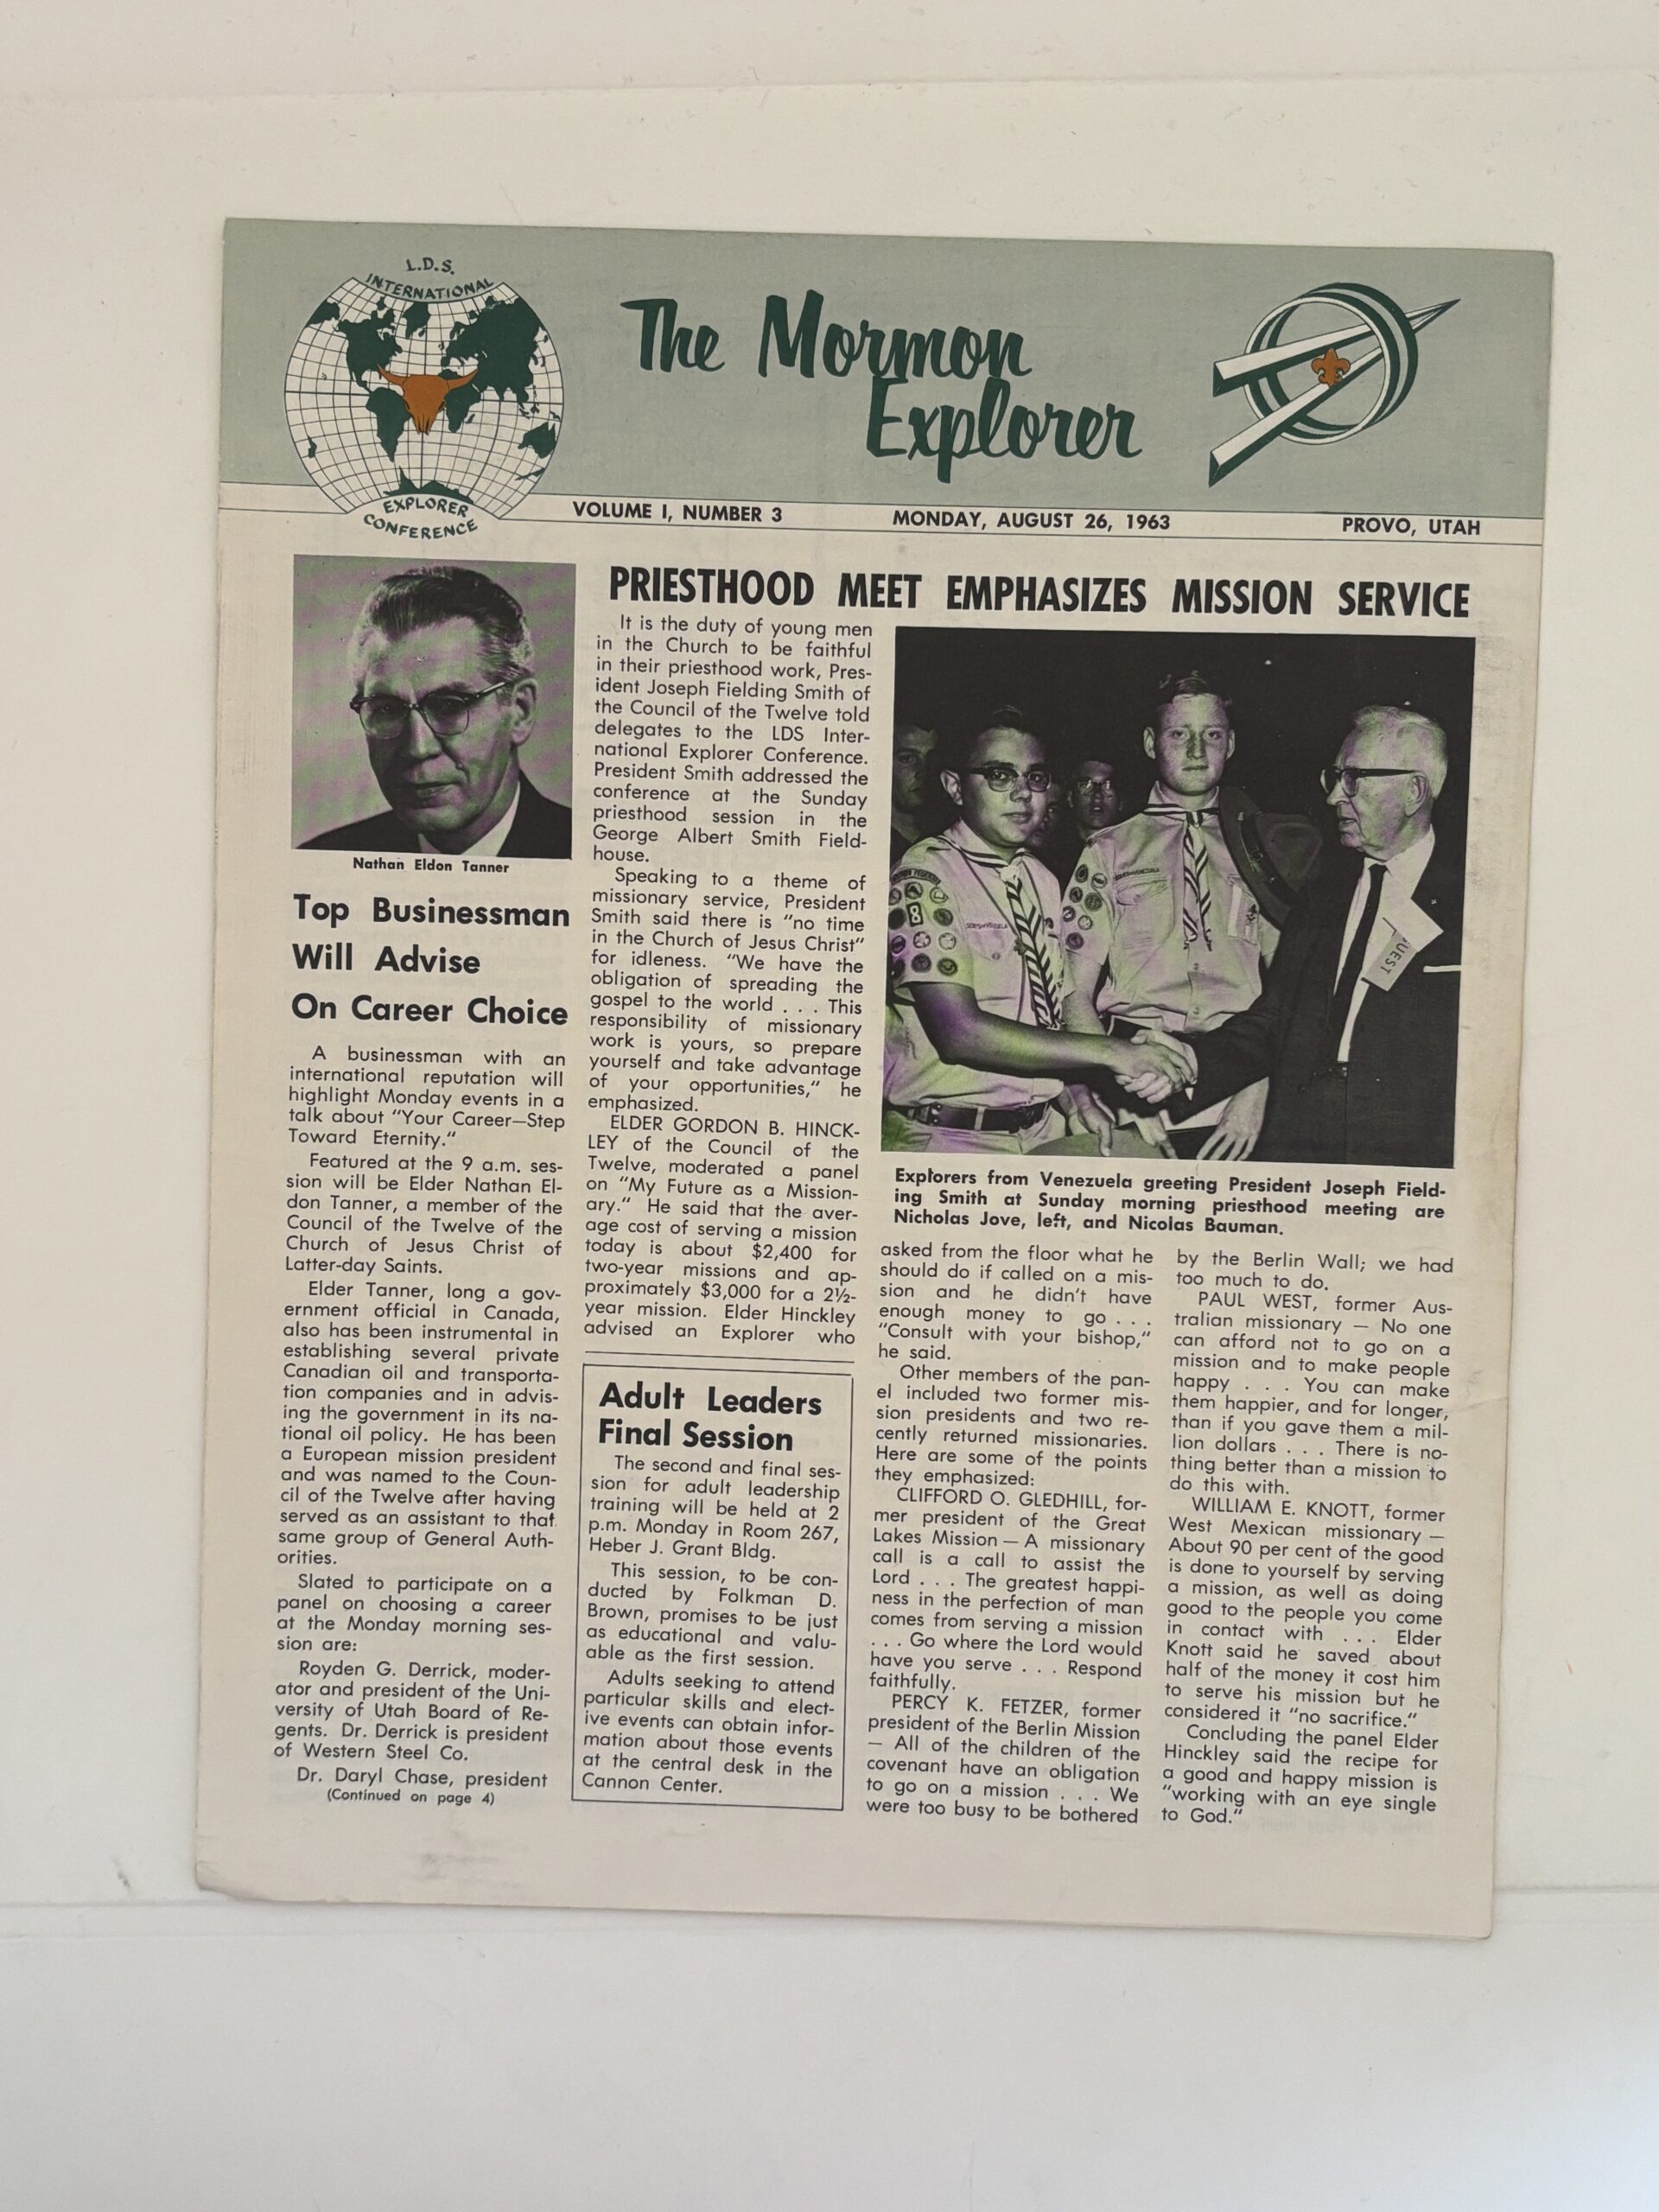 L.D.S.
INTERNATIONAL
EXPLORER
CONFERENCE
The Mormon
Explorer
VOLUME I, NUMBER 3
MONDAY, AUGUST 26, 1963
PROVO, UTAH
Nathan Eldon Tanner
Top Businessman
Will Advise
On Career Choice
A businessman with an
international reputation will
highlight Monday events in a
talk about "Your Career—Step
Toward Eternity."
Featured at the 9 a.m. ses-
sion will be Elder Nathan El-
don Tanner, a member of the
Council of the Twelve of the
Church of Jesus Christ of
Latter-day Saints.
Elder Tanner, long a gov-
ernment official in Canada,
also has been instrumental in
establishing several private
Canadian oil and transporta-
tion companies and in advis-
ing the government in its na-
tional oil policy. He has been
a European mission president
and was named to the Coun-
cil of the Twelve after having
served as an assistant to that
same group of General Auth-
orities.
Slated to participate on a
panel on choosing a career
at the Monday morning ses-
sion are:
Royden G. Derrick, moder-
ator and president of the Uni-
versity of Utah Board of Re-
gents. Dr. Derrick is president
of Western Steel Co.
Dr. Daryl Chase, president
(Continued on page 4)
PRIESTHOOD MEET EMPHASIZES MISSION SERVICE
It is the duty of young men
in the Church to be faithful
in their priesthood work, Pres-
ident Joseph Fielding Smith of
the Council of the Twelve told
delegates to the LDS Inter-
national Explorer Conference.
President Smith addressed the
conference at the Sunday
priesthood session in the
George Albert Smith Field-
house.
Speaking to a theme of
missionary service, President
Smith said there is "no time
in the Church of Jesus Christ"
for idleness. "We have the
obligation of spreading the
gospel to the world . . . This
responsibility of missionary
work is yours, so prepare
yourself and take advantage
of your opportunities," he
emphasized.
ELDER GORDON B. HINCK-
LEY of the Council of the
Twelve, moderated a panel
on "My Future as a Mission-
ary." He said that the aver-
age cost of serving a mission
today is about $2,400 for
two-year missions and ap-
proximately $3,000 for a 2½-
year mission. Elder Hinckley
advised an Explorer who
Adult Leaders
Final Session
The second and final ses-
sion for adult leadership
training will be held at 2
p.m. Monday in Room 267,
Heber J. Grant Bldg.
This session, to be con-
ducted by Folkman D.
Brown, promises to be just
as educational and valu-
able as the first session.
Adults seeking to attend
particular skills and elect-
ive events can obtain infor-
mation about those events
at the central desk in the
Cannon Center.
UEST
Explorers from Venezuela greeting President Joseph Field-
ing Smith at Sunday morning priesthood meeting are
Nicholas Jove, left, and Nicolas Bauman.
asked from the floor what he
should do if called on a mis-
sion and he didn't have
enough money to go . . .
"Consult with your bishop,"
he said.
Other members of the pan-
el included two former mis-
sion presidents and two re-
cently returned missionaries.
Here are some of the points
they emphasized:
CLIFFORD O. GLEDHILL, for-
mer president of the Great
Lakes Mission — A missionary
call is a call to assist the
Lord . . . The greatest happi-
ness in the perfection of man
comes from serving a mission
. . . Go where the Lord would
have you serve . . . Respond
faithfully.
PERCY K. FETZER, former
president of the Berlin Mission
— All of the children of the
covenant have an obligation
to go on a mission . . . We
were too busy to be bothered
by the Berlin Wall; we had
too much to do.
PAUL WEST, former Aus-
tralian missionary — No one
can afford not to go on a
mission and to make people
happy . . . You can make
them happier, and for longer,
than if you gave them a mil-
lion dollars . . . There is no-
thing better than a mission to
do this with.
WILLIAM E. KNOTT, former
West Mexican missionary —
About 90 per cent of the good
is done to yourself by serving
a mission, as well as doing
good to the people you come
in contact with . . . Elder
Knott said he saved about
half of the money it cost him
to serve his mission but he
considered it "no sacrifice."
Concluding the panel Elder
Hinckley said the recipe for
a good and happy mission is
"working with an eye single
to God."